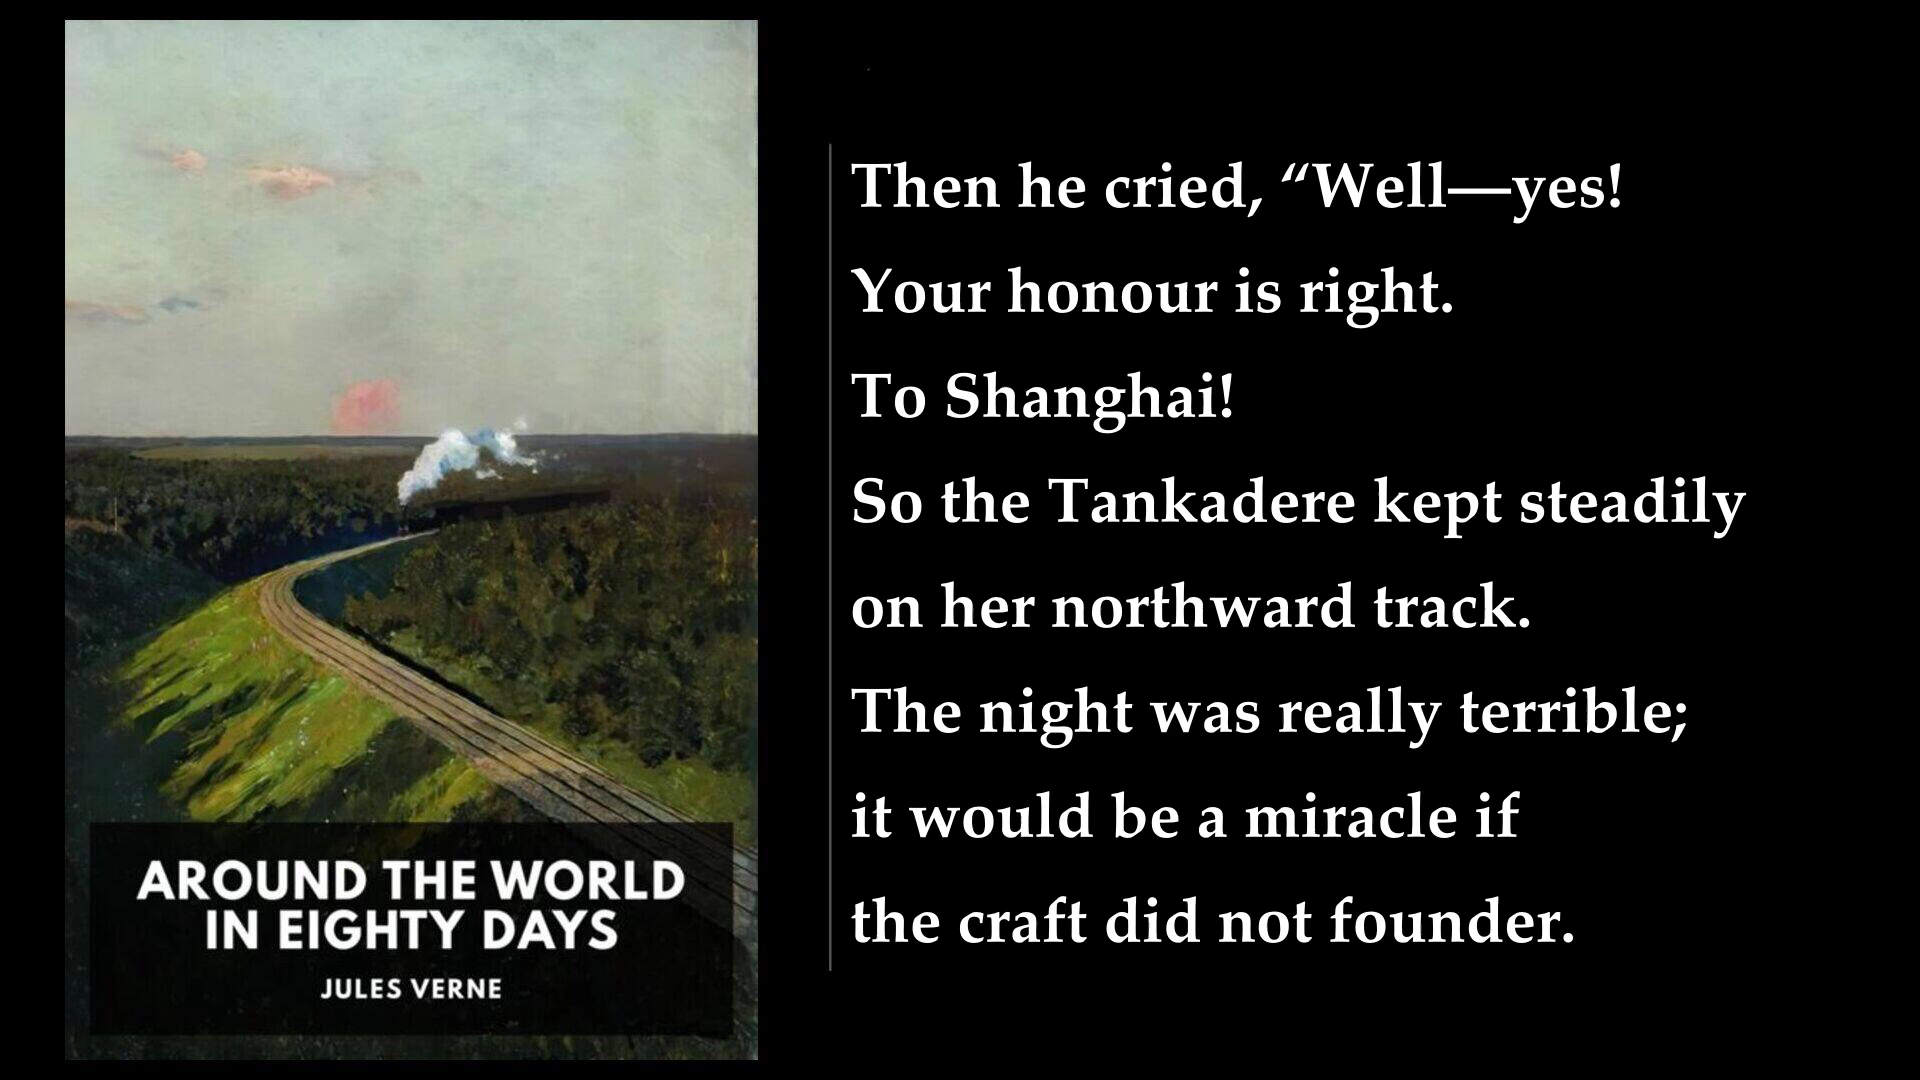 AROUND THE WORLD
IN EIGHTY DAYS
JULES VERNE
Then he cried, “Well—yes!
Your honour is right.
To Shanghai!
So the Tankadere kept steadily
on her northward track.
The night was really terrible;
it would be a miracle if
the craft did not founder.